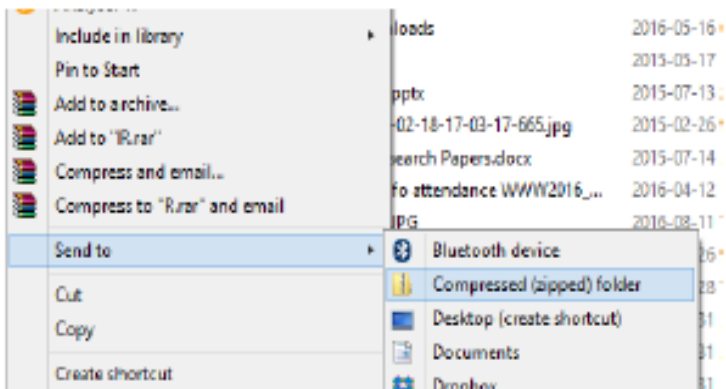 Include in library
Pin to Start
Add to archive...
Add to "IR.rar"
Compress and email...
Compress to "R.rar" and email
Send to
Cut
Copy
Create shortcut
loads 2016-05-16
2015-05-17
pptx 2015-07-13
-02-18-17-03-17-665.jpg 2015-02-26
search Papers.docx 2015-07-14
fo attendance WWW2016_... 2016-04-12
JPG 2016-08-11
Bluetooth device
Compressed (zipped) folder
Desktop (create shortcut)
Documents
Dropbox